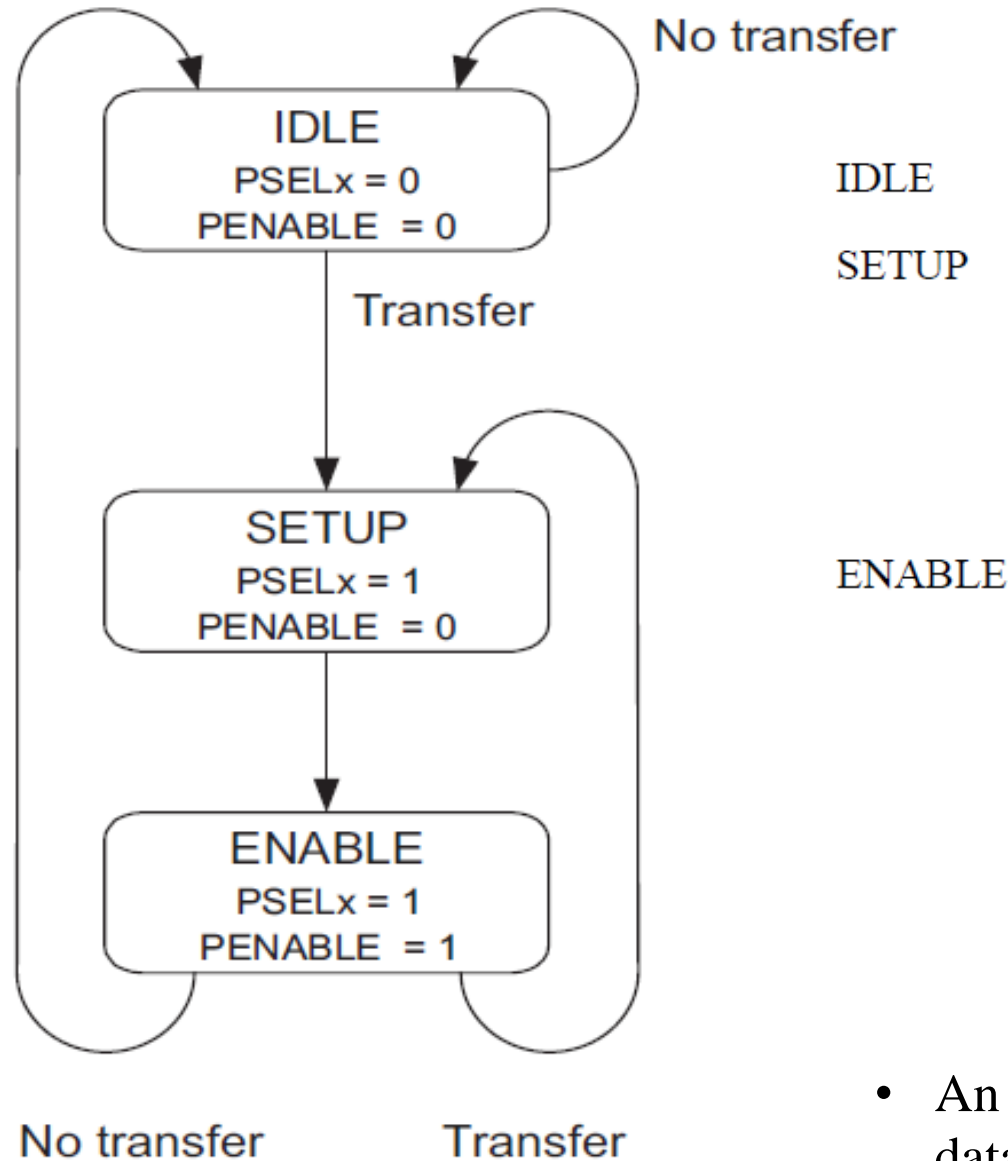 No transfer
IDLE
PSELx = 0
PENABLE = 0
Transfer
SETUP
PSELx = 1
PENABLE = 0
ENABLE
PSELx = 1
PENABLE = 1
No transfer
Transfer
IDLE
SETUP
ENABLE
• An
data